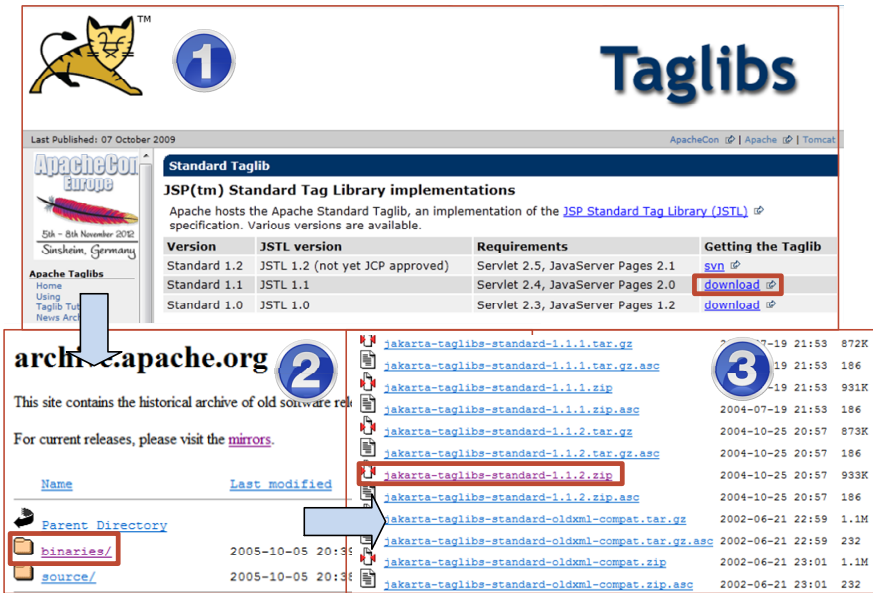 TM
1
Taglibs
Last Published: 07 October 2009
ApacheCon | Apache | Tomcat
ApacheCon
Europe
5th - 8th November 2012
Sinsheim, Germany
Apache Taglibs
Home
Using
Taglib Tut
News Arc
Standard Taglib
JSP(tm) Standard Tag Library implementations
Apache hosts the Apache Standard Taglib, an implementation of the JSP Standard Tag Library (JSTL)
specification. Various versions are available.
Version JSTL version Requirements Getting the Taglib
Standard 1.2 JSTL 1.2 (not yet JCP approved) Servlet 2.5, JavaServer Pages 2.1 svn
Standard 1.1 JSTL 1.1 Servlet 2.4, JavaServer Pages 2.0 download
Standard 1.0 JSTL 1.0 Servlet 2.3, JavaServer Pages 1.2 download
archive.apache.org
2
This site contains the historical archive of old software rel
For current releases, please visit the mirrors.
Name Last modified
Parent Directory
binaries/ 2005-10-05 20:39
source/ 2005-10-05 20:38
3
jakarta-taglibs-standard-1.1.1.tar.gz 2 7-19 21:53 872K
jakarta-taglibs-standard-1.1.1.tar.gz.asc 19 21:53 186
jakarta-taglibs-standard-1.1.1.zip -19 21:53 931K
jakarta-taglibs-standard-1.1.1.zip.asc 2004-07-19 21:53 186
jakarta-taglibs-standard-1.1.2.tar.gz 2004-10-25 20:57 873K
jakarta-taglibs-standard-1.1.2.tar.gz.asc 2004-10-25 20:57 186
jakarta-taglibs-standard-1.1.2.zip 2004-10-25 20:57 933K
jakarta-taglibs-standard-1.1.2.zip.asc 2004-10-25 20:57 186
jakarta-taglibs-standard-oldxml-compat.tar.gz 2002-06-21 22:59 1.1M
jakarta-taglibs-standard-oldxml-compat.tar.gz.asc 2002-06-21 22:59 232
jakarta-taglibs-standard-oldxml-compat.zip 2002-06-21 23:01 1.1M
jakarta-taglibs-standard-oldxml-compat.zip.asc 2002-06-21 23:01 232